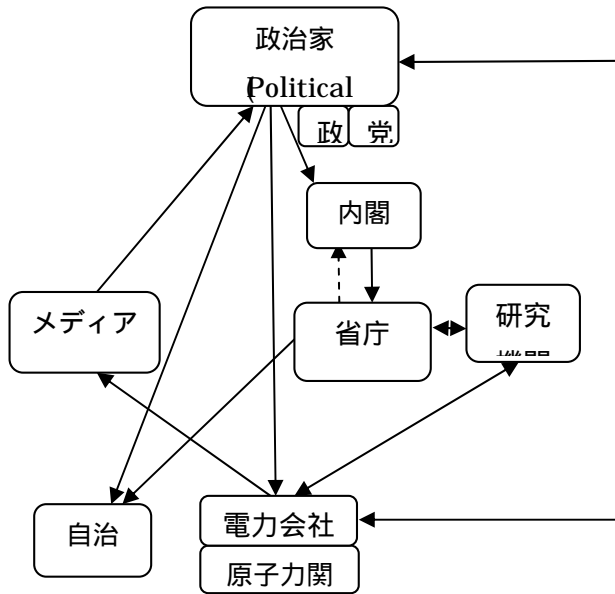 政治家
(Political
政
党
内閣
メディア
省庁
研究
自治
電力会社
原子力関